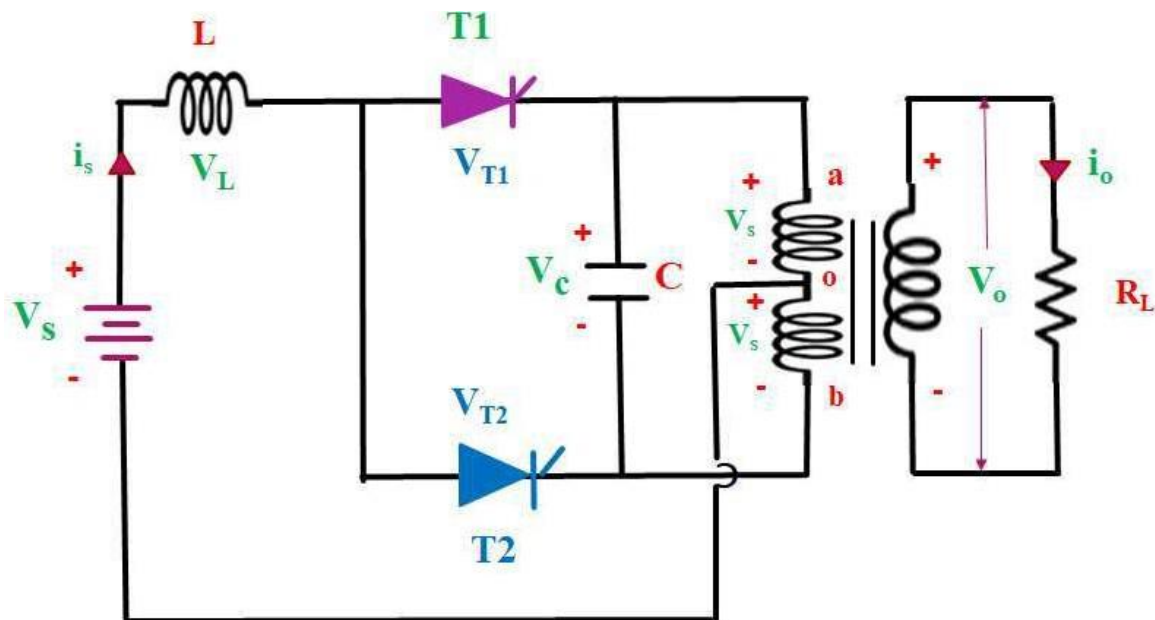 L
T1
i_s
V_L
V_T1
+
V_s
-
+
V_c
-
C
+
a
V_s
-
o
+
V_s
-
b
+
-
V_o
i_o
R_L
V_T2
T2